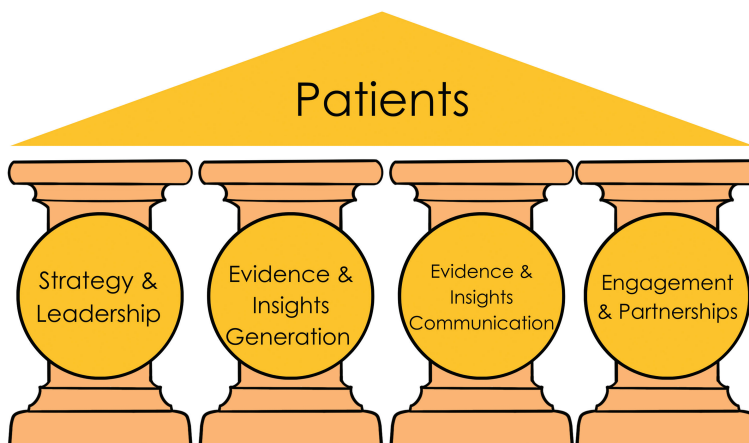 Patients
Strategy &
Leadership
Evidence &
Insights
Generation
Evidence &
Insights
Communication
Engagement
& Partnerships